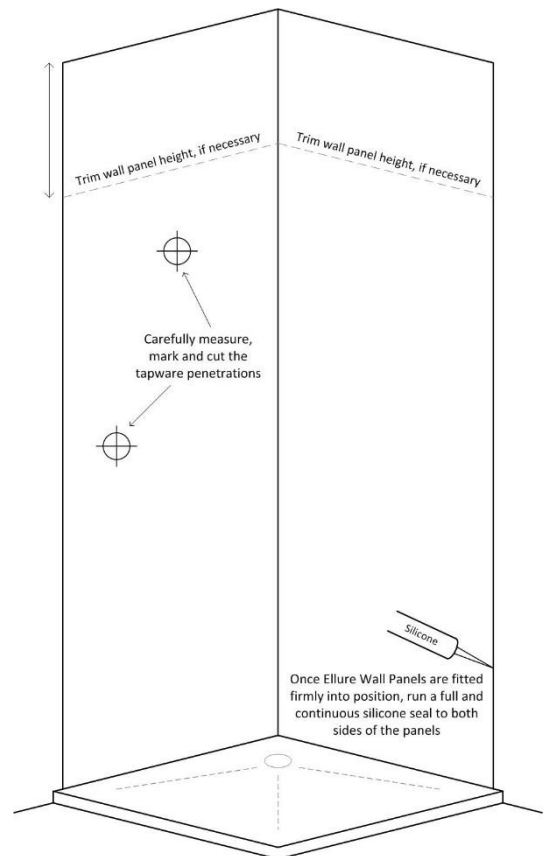 Trim wall panel height, if necessary
Trim wall panel height, if necessary
Carefully measure,
mark and cut the
tapware penetrations
Silicone
Once Ellure Wall Panels are fitted
firmly into position, run a full and
continuous silicone seal to both
sides of the panels